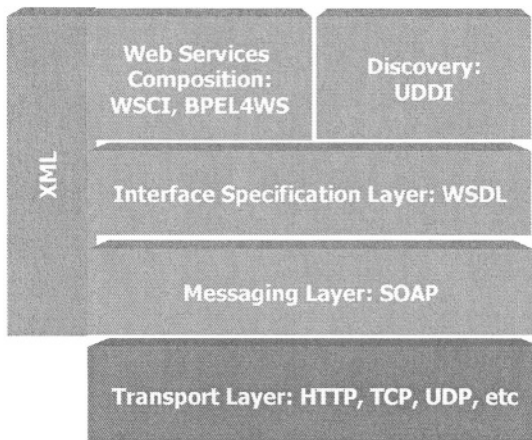 XML
Web Services
Composition:
WSCI, BPEL4WS
Discovery:
UDDI
Interface Specification Layer: WSDL
Messaging Layer: SOAP
Transport Layer: HTTP, TCP, UDP, etc